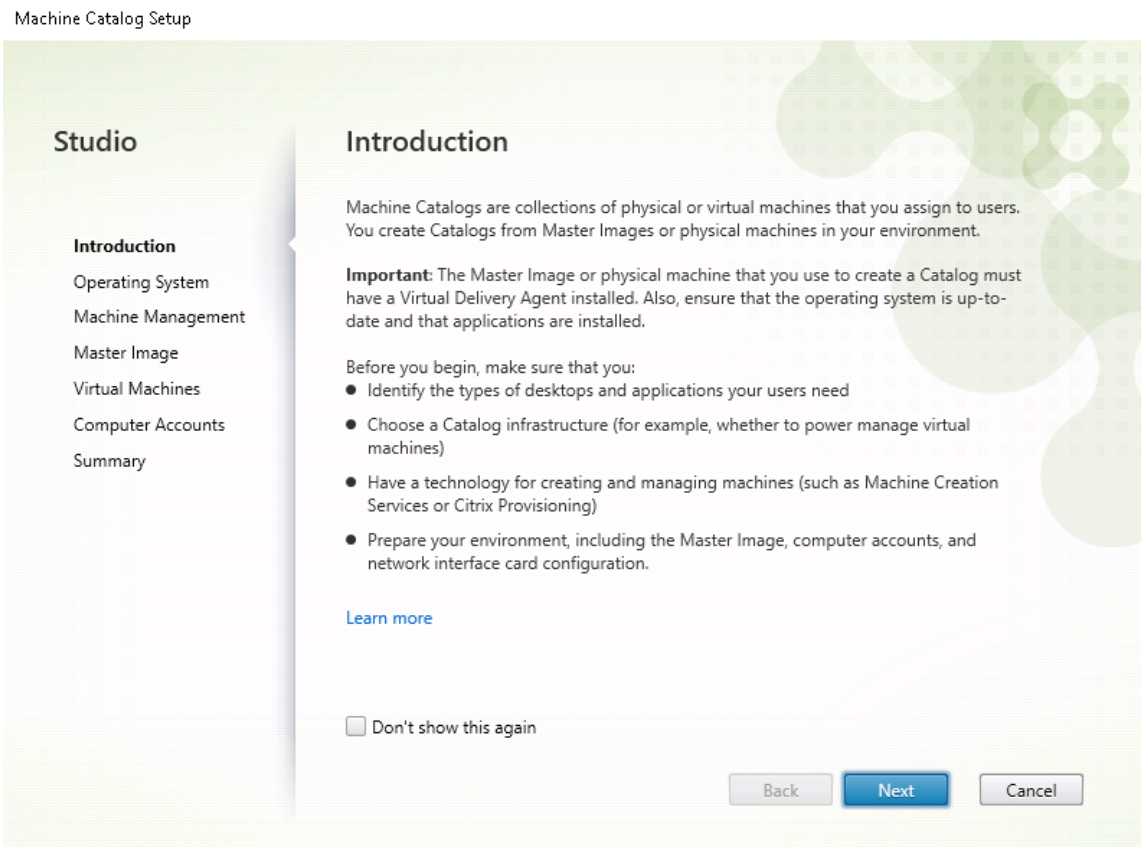 Machine Catalog Setup
Studio
Introduction
Operating System
Machine Management
Master Image
Virtual Machines
Computer Accounts
Summary
Introduction
Machine Catalogs are collections of physical or virtual machines that you assign to users.
You create Catalogs from Master Images or physical machines in your environment.
Important: The Master Image or physical machine that you use to create a Catalog must
have a Virtual Delivery Agent installed. Also, ensure that the operating system is up-to-
date and that applications are installed.
Before you begin, make sure that you:
● Identify the types of desktops and applications your users need
● Choose a Catalog infrastructure (for example, whether to power manage virtual
machines)
● Have a technology for creating and managing machines (such as Machine Creation
Services or Citrix Provisioning)
● Prepare your environment, including the Master Image, computer accounts, and
network interface card configuration.
Learn more
Don't show this again
Back Next Cancel